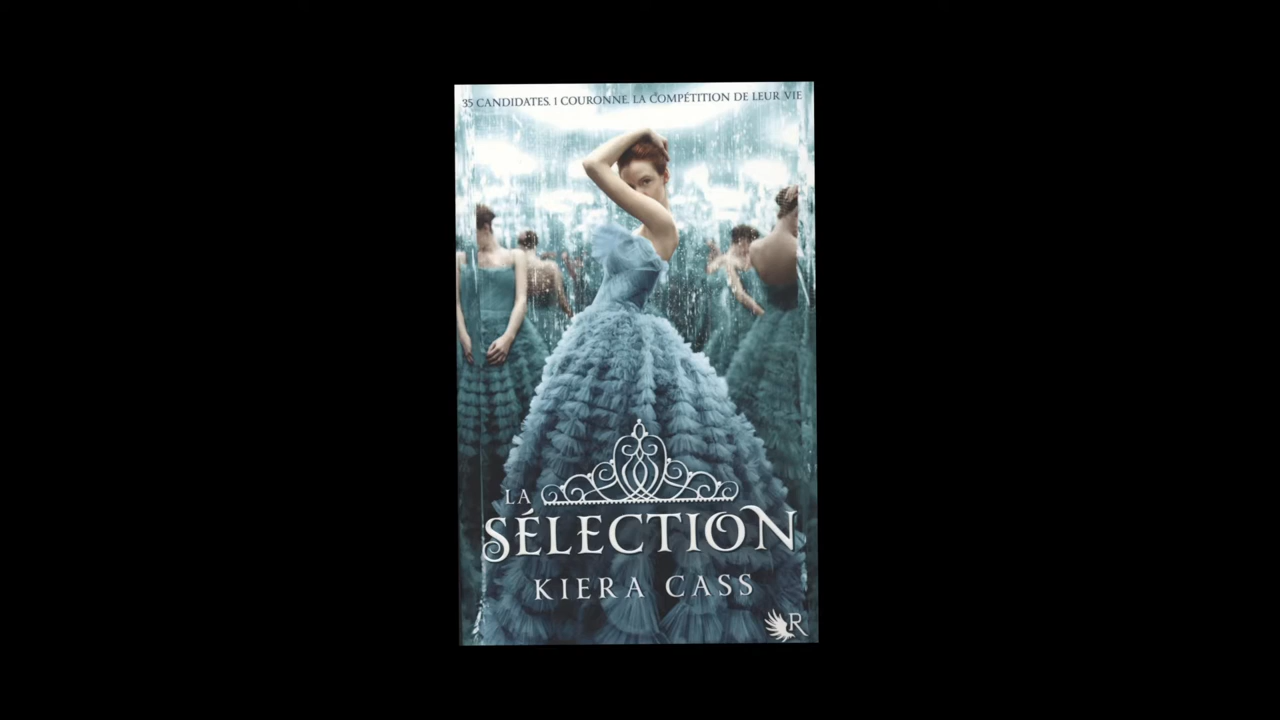 35 CANDIDATES. 1 COURONNE. LA COMPÉTITION DE LEUR VIE
LA
SÉLECTION
KIERA CASS
R